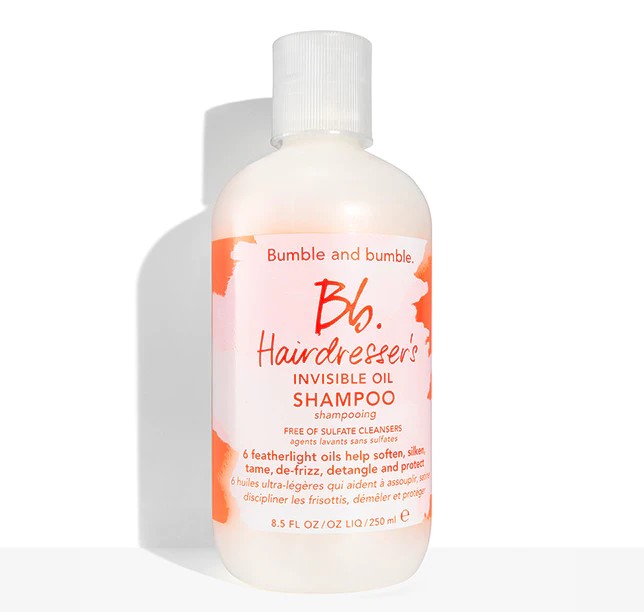 Bumble and bumble.
Bb.
Hairdresser's
INVISIBLE OIL
SHAMPOO
shampooing
FREE OF SULFATE CLEANSERS
agents lavants sans sulfates
6 featherlight oils help soften, silken,
tame, de-frizz, detangle and protect
6 huiles ultra-légères qui aident à assouplir,
discipliner les frisottis, démêler et protéger
8.5 FL OZ/OZ LIQ/250 ml ℮